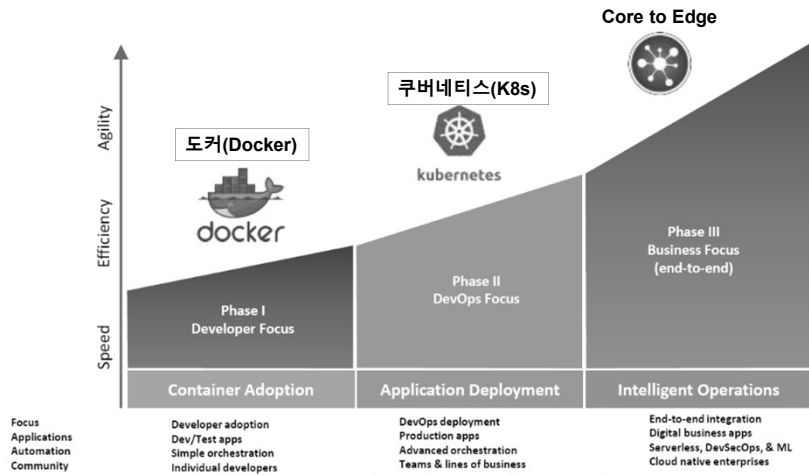 Core to Edge
쿠버네티스(K8s)
도커(Docker)
kubernetes
docker
Agility
Efficiency
Speed
Phase I
Developer Focus
Phase II
DevOps Focus
Phase III
Business Focus
(end-to-end)
Container Adoption
Application Deployment
Intelligent Operations
Focus
Developer adoption
DevOps deployment
End-to-end integration
Applications
Dev/Test apps
Production apps
Digital business apps
Automation
Simple orchestration
Advanced orchestration
Serverless, DevSecOps, & ML
Community
Individual developers
Teams & lines of business
Cloud native enterprises